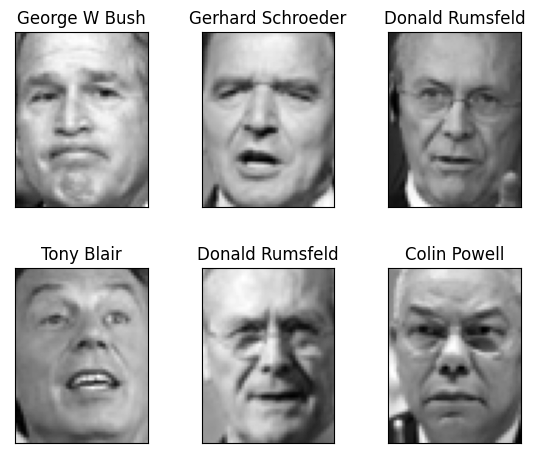 George W Bush
Gerhard Schroeder
Donald Rumsfeld
Tony Blair
Donald Rumsfeld
Colin Powell